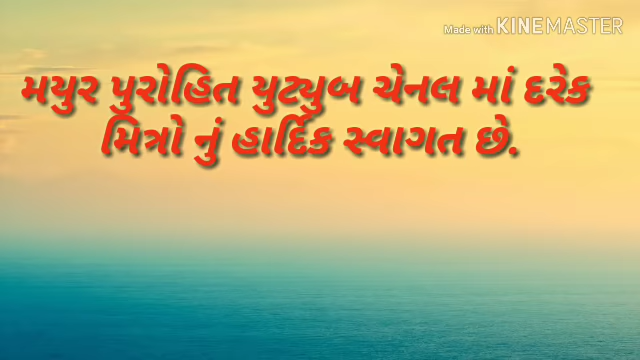 Made with KINEMASTER
મયુર પુરોહિત યુટ્યુબ ચેનલ માં દરેક
મિત્રો નું હાર્દિક સ્વાગત છે.